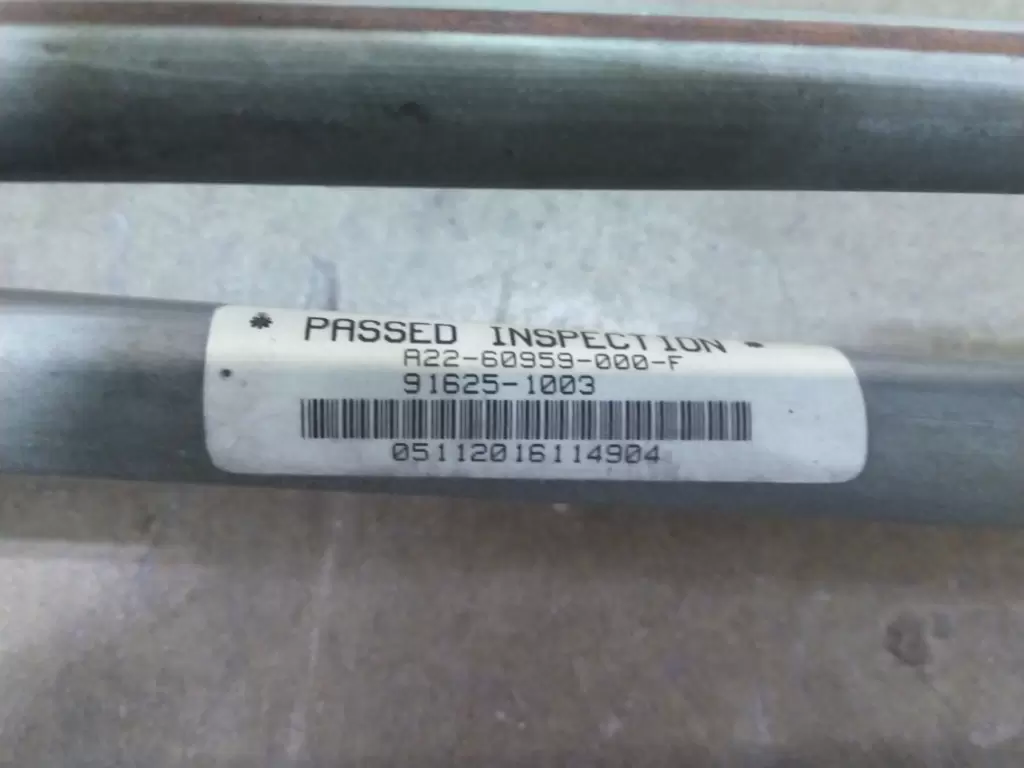 * PASSED INSPECTION *
A22-60959-000-F
91625-1003
05112016114904